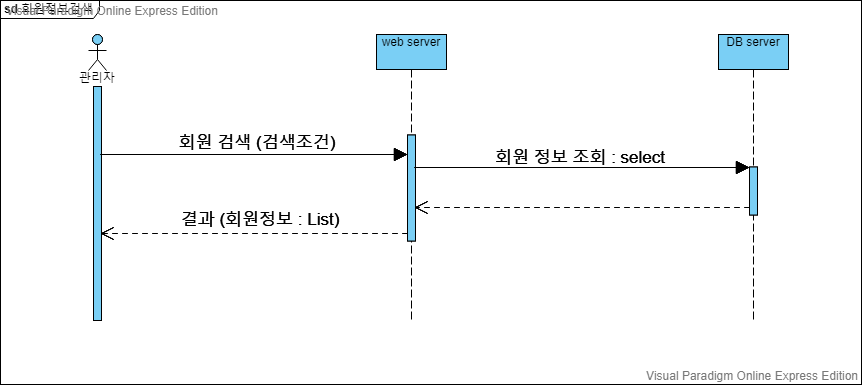 sd 회원정보검색
Visual Paradigm Online Express Edition
관리자
web server
DB server
회원 검색 (검색조건)
회원 정보 조회 : select
결과 (회원정보 : List)
Visual Paradigm Online Express Edition